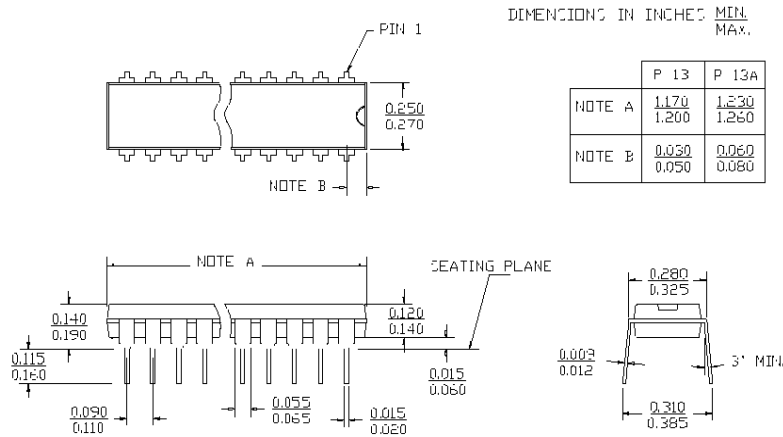 DIMENSIONS IN INCHES MIN.
MAX.
PIN 1
P 13 P 13A
NOTE A 1.170 1.230
1.200 1.260
NOTE B 0.030 0.060
0.050 0.080
0.250
0.270
NOTE B
NOTE A
SEATING PLANE
0.280
0.325
0.140
0.190
0.120
0.140
0.115
0.160
0.015
0.060
0.009
0.012
3° MIN.
0.090
0.110
0.055
0.065
0.015
0.020
0.310
0.385